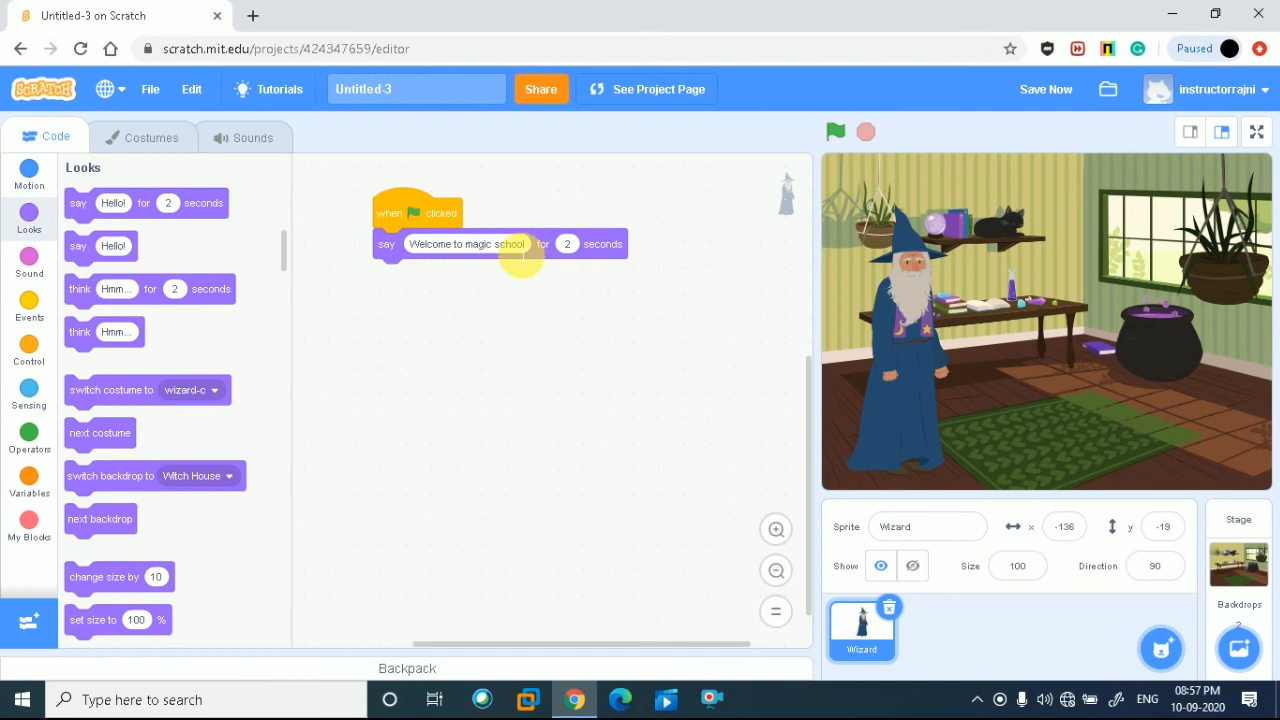 Untitled-3 on Scratch
scratch.mit.edu/projects/424347659/editor
Paused
SCRATCH
File
Edit
Tutorials
Untitled-3
Share
See Project Page
Save Now
instructorrajni
Code
Costumes
Sounds
Motion
Looks
Sound
Events
Control
Sensing
Operators
Variables
My Blocks
Looks
say Hello! for 2 seconds
say Hello!
think Hmm... for 2 seconds
think Hmm...
switch costume to wizard-c
next costume
switch backdrop to Witch House
next backdrop
change size by 10
set size to 100 %
when clicked
say Welcome to magic school for 2 seconds
Backpack
Sprite Wizard x -136 y -19
Show Size 100 Direction 90
Wizard
Stage
Backdrops
2
Type here to search
ENG
08:57 PM
10-09-2020